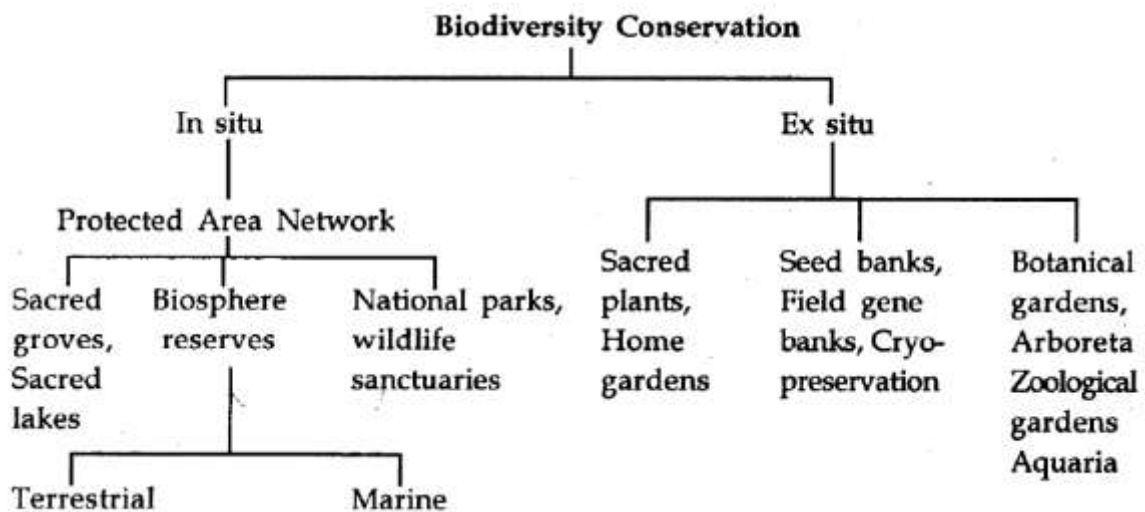 Biodiversity Conservation
In situ
Ex situ
Protected Area Network
Sacred
groves,
Sacred
lakes
Biosphere
reserves
National parks,
wildlife
sanctuaries
Terrestrial
Marine
Sacred
plants,
Home
gardens
Seed banks,
Field gene
banks, Cryo-
preservation
Botanical
gardens,
Arboreta
Zoological
gardens
Aquaria